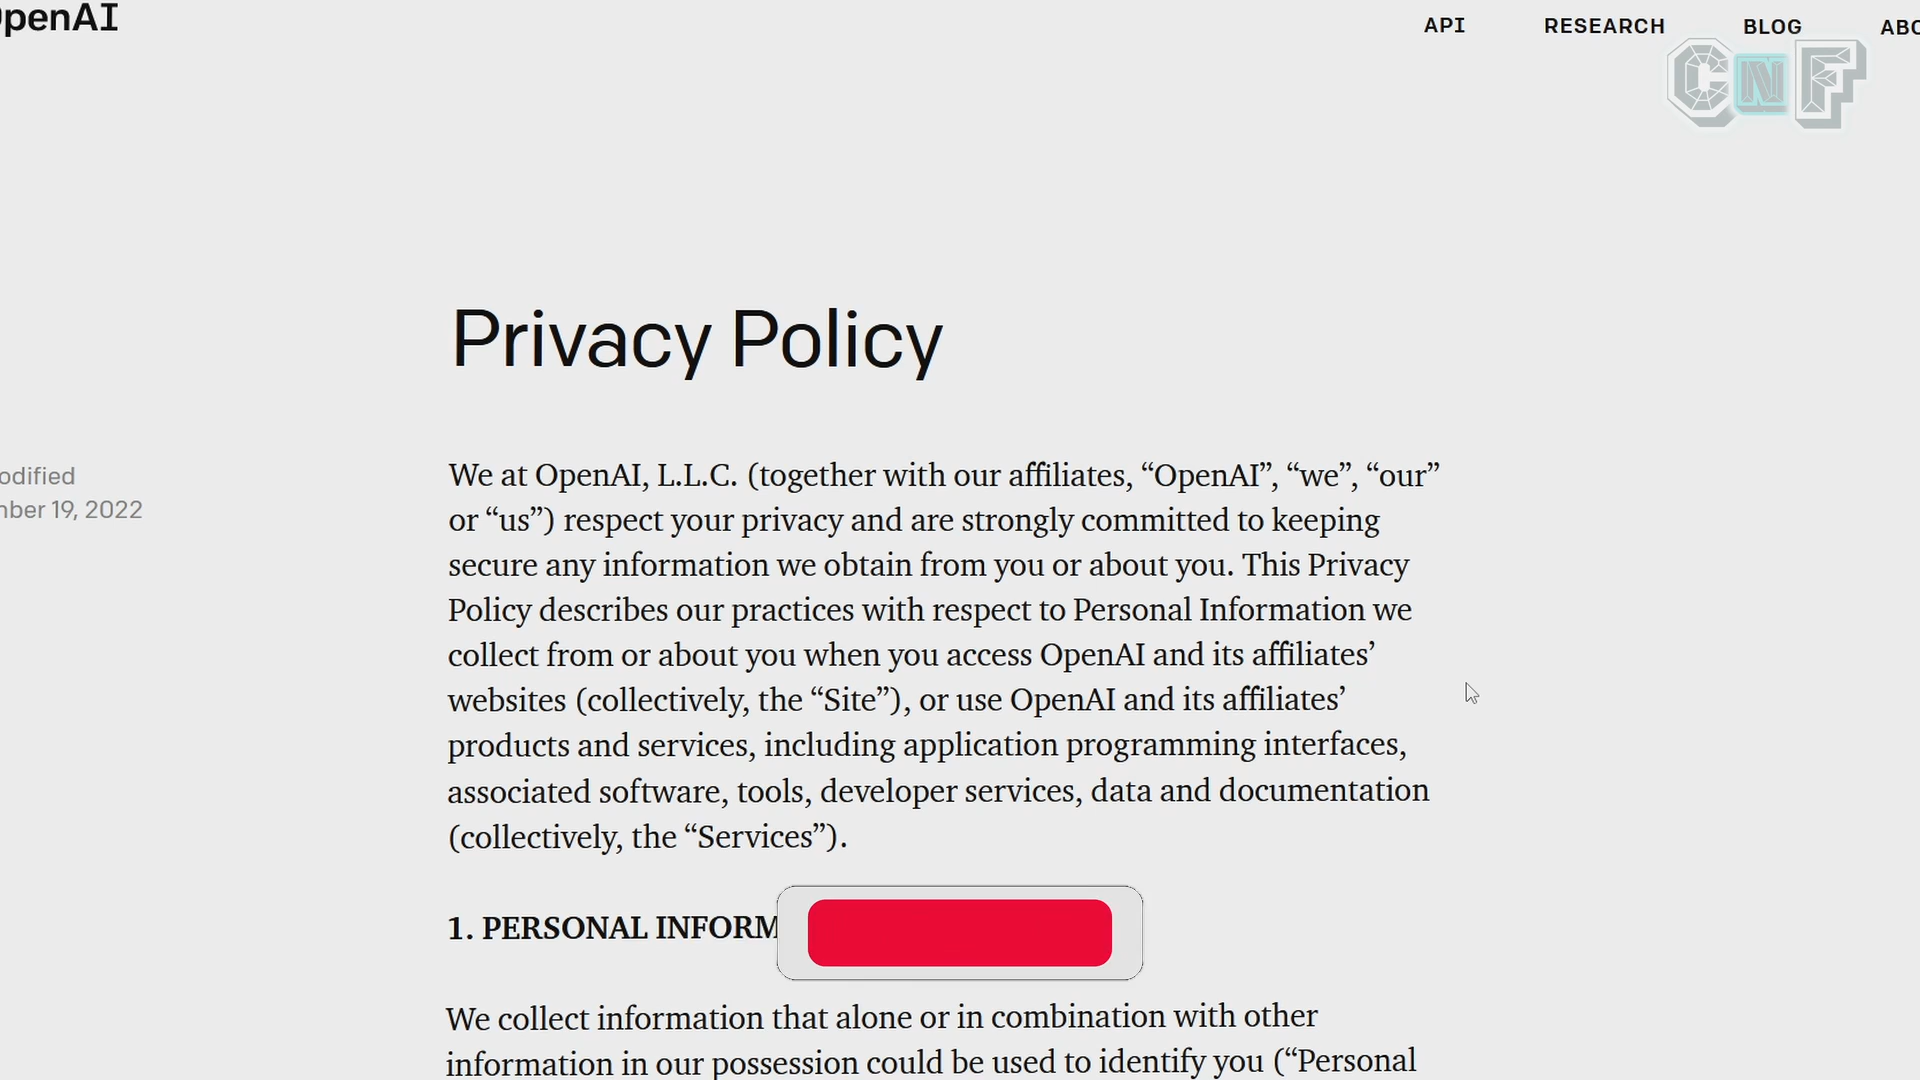 OpenAI
API RESEARCH BLOG
CNF
Privacy Policy
We at OpenAI, L.L.C. (together with our affiliates, “OpenAI”, “we”, “our”
or “us”) respect your privacy and are strongly committed to keeping
secure any information we obtain from you or about you. This Privacy
Policy describes our practices with respect to Personal Information we
collect from or about you when you access OpenAI and its affiliates’
websites (collectively, the “Site”), or use OpenAI and its affiliates’
products and services, including application programming interfaces,
associated software, tools, developer services, data and documentation
(collectively, the “Services”).
odified
mber 19, 2022
1. PERSONAL INFORM
We collect information that alone or in combination with other
information in our possession could be used to identify you (“Personal